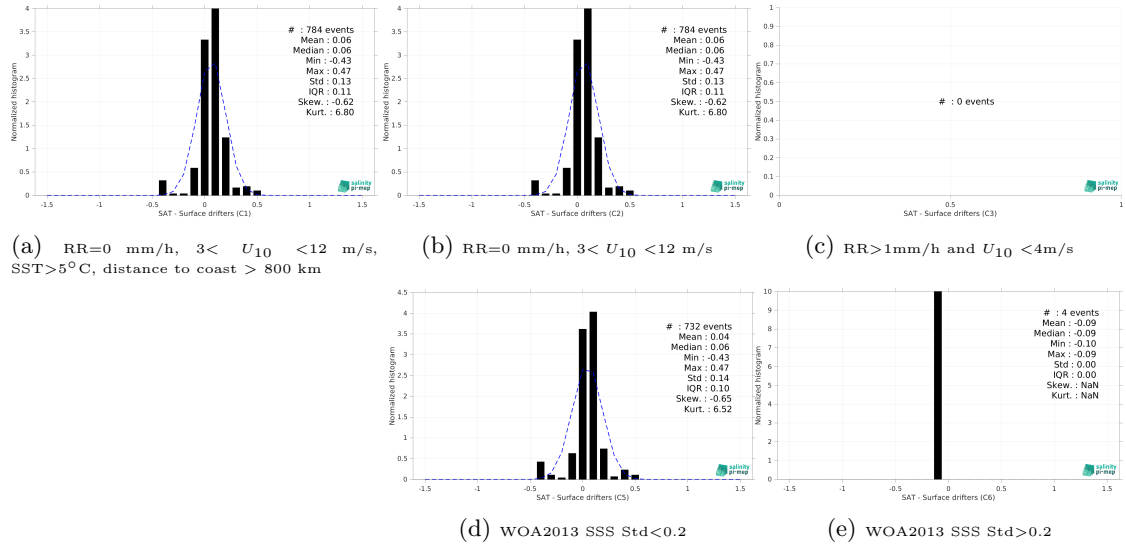 4
3.5
3
2.5
2
1.5
1
0.5
0
Normalized histogram
# : 784 events
Mean : 0.06
Median : 0.06
Min : -0.43
Max : 0.47
Std : 0.13
IQR : 0.11
Skew. : -0.62
Kurt. : 6.80
salinity
pi-mep
-1.5 -1 -0.5 0 0.5 1 1.5
SAT - Surface drifters (C1)
(a) RR=0 mm/h, 3< U10 <12 m/s,
SST>5°C, distance to coast > 800 km
4
3.5
3
2.5
2
1.5
1
0.5
0
Normalized histogram
# : 784 events
Mean : 0.06
Median : 0.06
Min : -0.43
Max : 0.47
Std : 0.13
IQR : 0.11
Skew. : -0.62
Kurt. : 6.80
salinity
pi-mep
-1.5 -1 -0.5 0 0.5 1 1.5
SAT - Surface drifters (C2)
(b) RR=0 mm/h, 3< U10 <12 m/s
1
0.9
0.8
0.7
0.6
0.5
0.4
0.3
0.2
0.1
0
Normalized histogram
# : 0 events
salinity
pi-mep
0 0.5 1
SAT - Surface drifters (C3)
(c) RR>1mm/h and U10 <4m/s
4.5
4
3.5
3
2.5
2
1.5
1
0.5
0
Normalized histogram
# : 732 events
Mean : 0.04
Median : 0.06
Min : -0.43
Max : 0.47
Std : 0.14
IQR : 0.10
Skew. : -0.65
Kurt. : 6.52
salinity
pi-mep
-1.5 -1 -0.5 0 0.5 1 1.5
SAT - Surface drifters (C5)
(d) WOA2013 SSS Std<0.2
10
9
8
7
6
5
4
3
2
1
0
Normalized histogram
# : 4 events
Mean : -0.09
Median : -0.09
Min : -0.10
Max : -0.09
Std : 0.00
IQR : 0.00
Skew. : NaN
Kurt. : NaN
salinity
pi-mep
-1.5 -1 -0.5 0 0.5 1 1.5
SAT - Surface drifters (C6)
(e) WOA2013 SSS Std>0.2